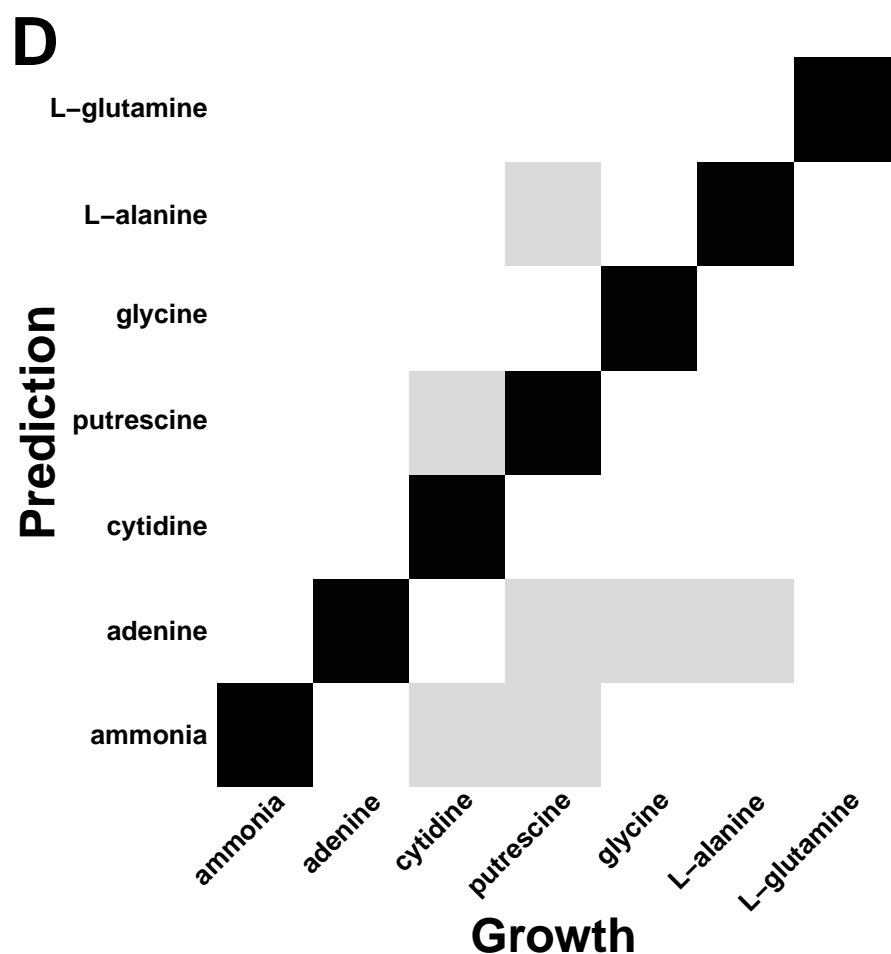 D
L−glutamine
L−alanine
glycine
putrescine
cytidine
adenine
ammonia
Prediction
ammonia
adenine
cytidine
putrescine
glycine
L−alanine
L−glutamine
Growth